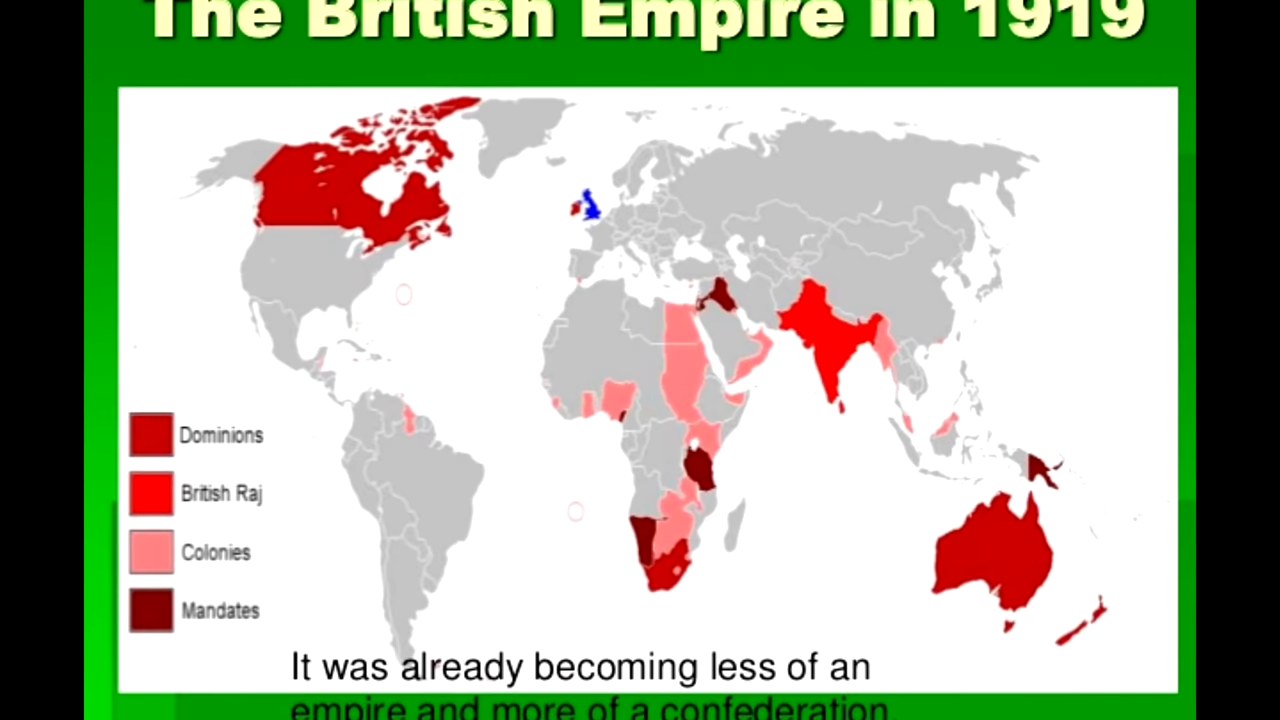 The British Empire in 1919
Dominions
British Raj
Colonies
Mandates
It was already becoming less of an
empire and more of a confederation.